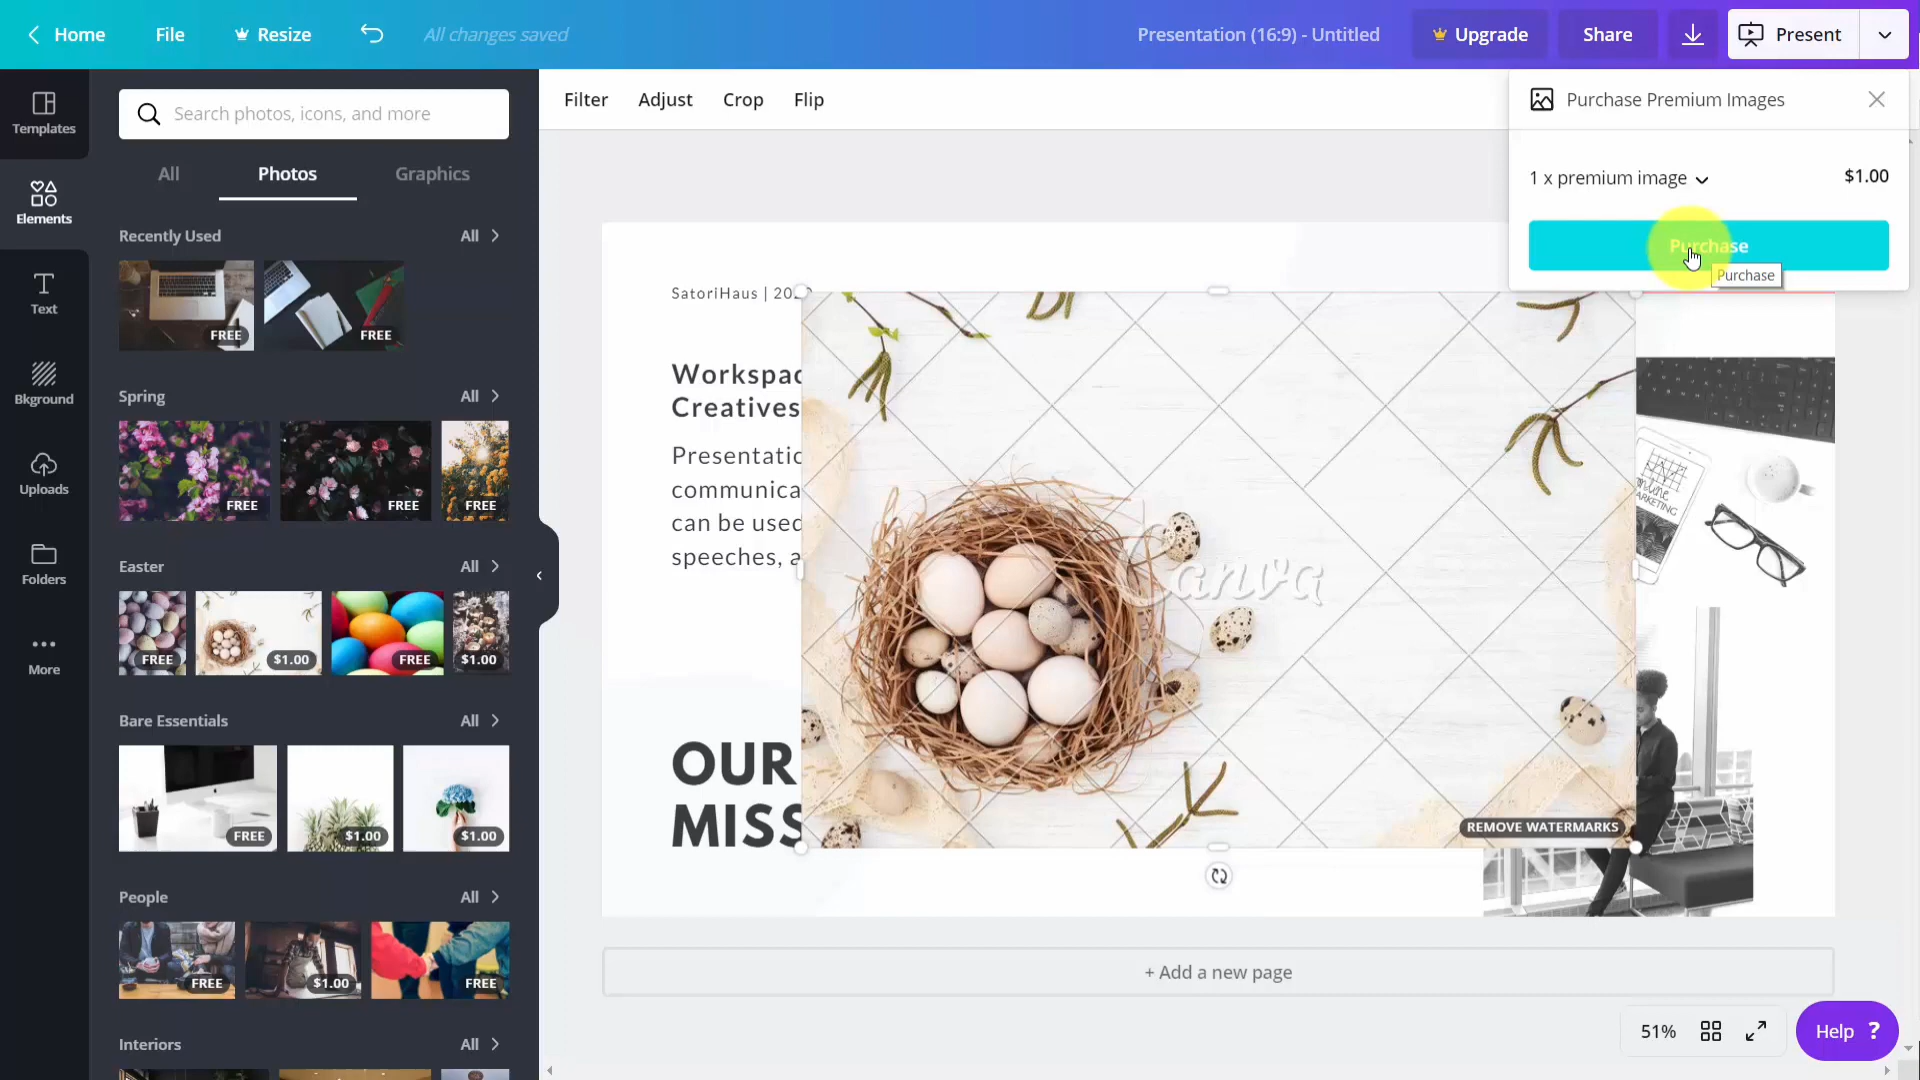 Home
File
Resize
All changes saved
Presentation (16:9) - Untitled
Upgrade
Share
Present
Templates
Elements
Text
Bkground
Uploads
Folders
More
Search photos, icons, and more
All
Photos
Graphics
Recently Used
All
FREE
FREE
Spring
All
FREE
FREE
FREE
Easter
All
FREE
$1.00
FREE
$1.00
Bare Essentials
All
FREE
$1.00
$1.00
People
All
FREE
$1.00
FREE
Interiors
All
Filter
Adjust
Crop
Flip
Purchase Premium Images
1 x premium image
$1.00
Purchase
Purchase
SatoriHaus | 20
Workspac
Creatives
Presentatio
communica
can be used
speeches, a
OUR
MISS
Canva
MARKETING
REMOVE WATERMARKS
+ Add a new page
51%
Help ?